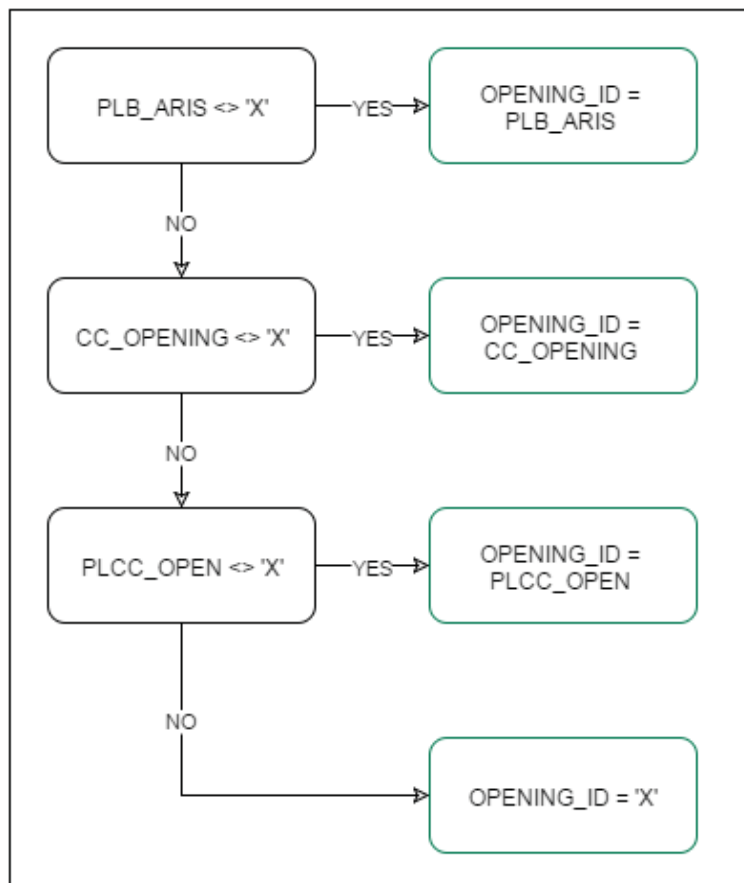 PLB_ARIS <> 'X'
YES
OPENING_ID =
PLB_ARIS
NO
CC_OPENING <> 'X'
YES
OPENING_ID =
CC_OPENING
NO
PLCC_OPEN <> 'X'
YES
OPENING_ID =
PLCC_OPEN
NO
OPENING_ID = 'X'